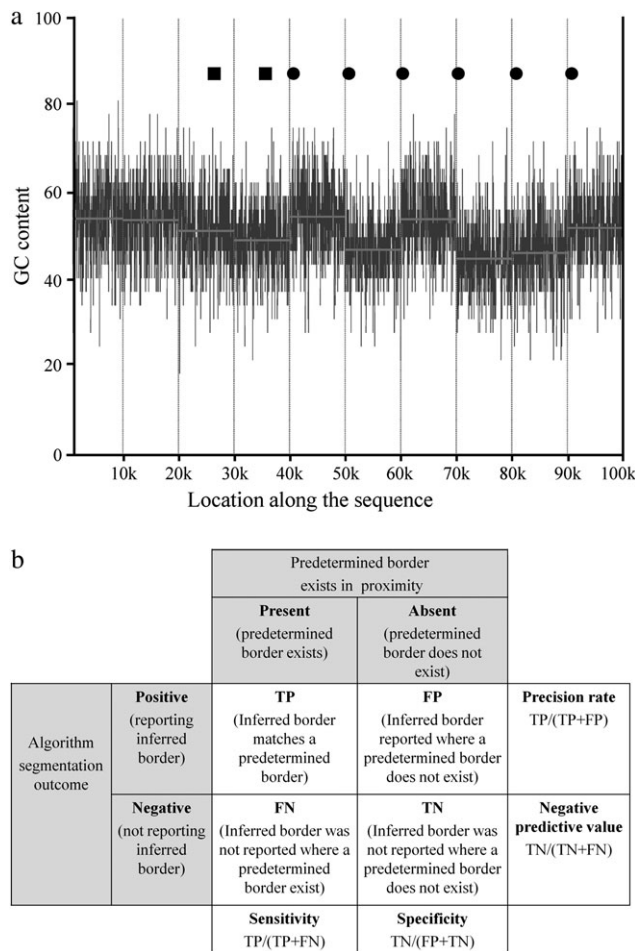 a
100
80
60
40
20
0
GC content
10k 20k 30k 40k 50k 60k 70k 80k 90k 100k
Location along the sequence
b
Predetermined border
exists in proximity
Present
(predetermined
border exists)
Absent
(predetermined
border does not
exist)
Algorithm
segmentation
outcome
Positive
(reporting
inferred
border)
TP
(Inferred border
matches a
predetermined
border)
FP
(Inferred border
reported where a
predetermined border
does not exist)
Precision rate
TP/(TP+FP)
Negative
(not reporting
inferred
border)
FN
(Inferred border was
not reported where a
predetermined
border exist)
TN
(Inferred border was
not reported where a
predetermined border
does not exist)
Negative
predictive value
TN/(TN+FN)
Sensitivity
TP/(TP+FN)
Specificity
TN/(FP+TN)